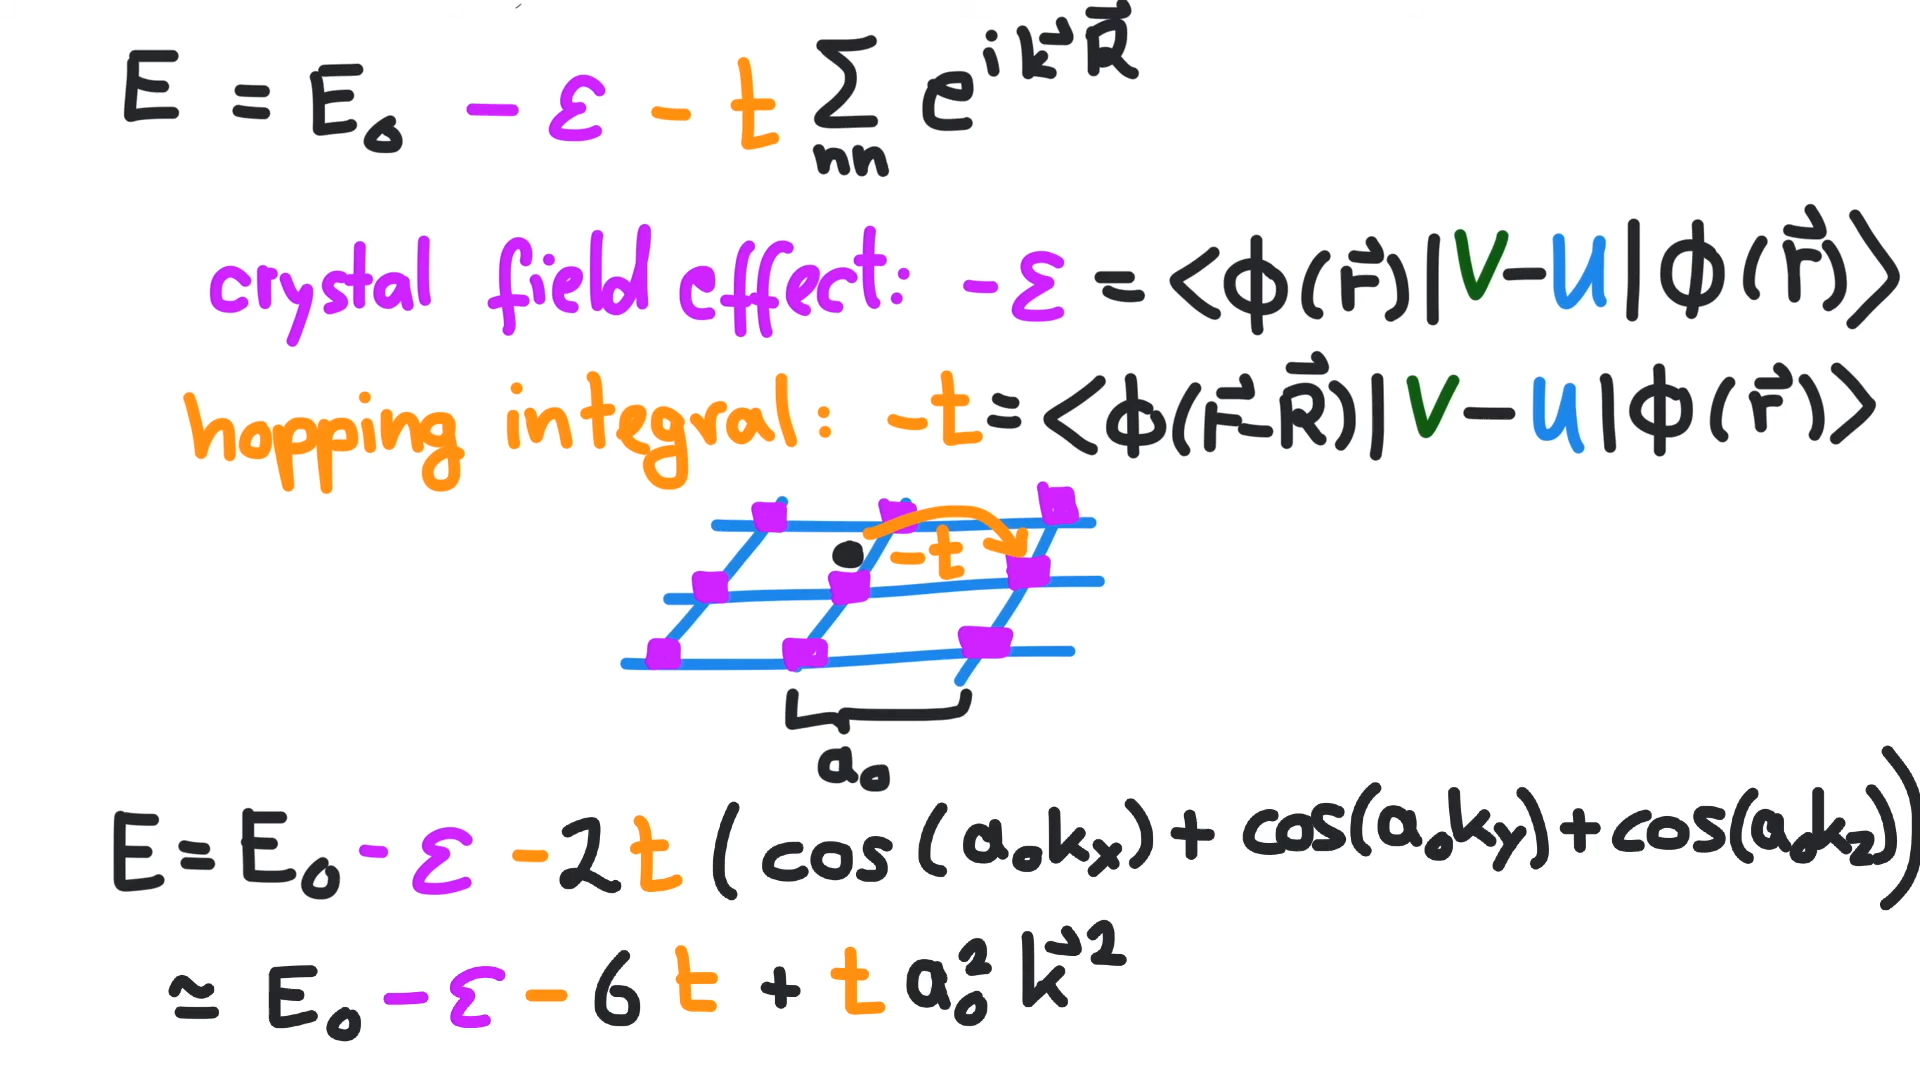 E = E₀ - ε - t Σ e^{i k⃗ R⃗}
nn
crystal field effect: -ε = <ϕ(r⃗)|V-U|ϕ(r⃗)>
hopping integral: -t = <ϕ(r⃗-R⃗)|V-U|ϕ(r⃗)>
-t
a₀
E = E₀ - ε - 2t (cos(a₀kₓ) + cos(a₀k_y) + cos(a₀k_z))
≃ E₀ - ε - 6t + t a₀² k⃗²